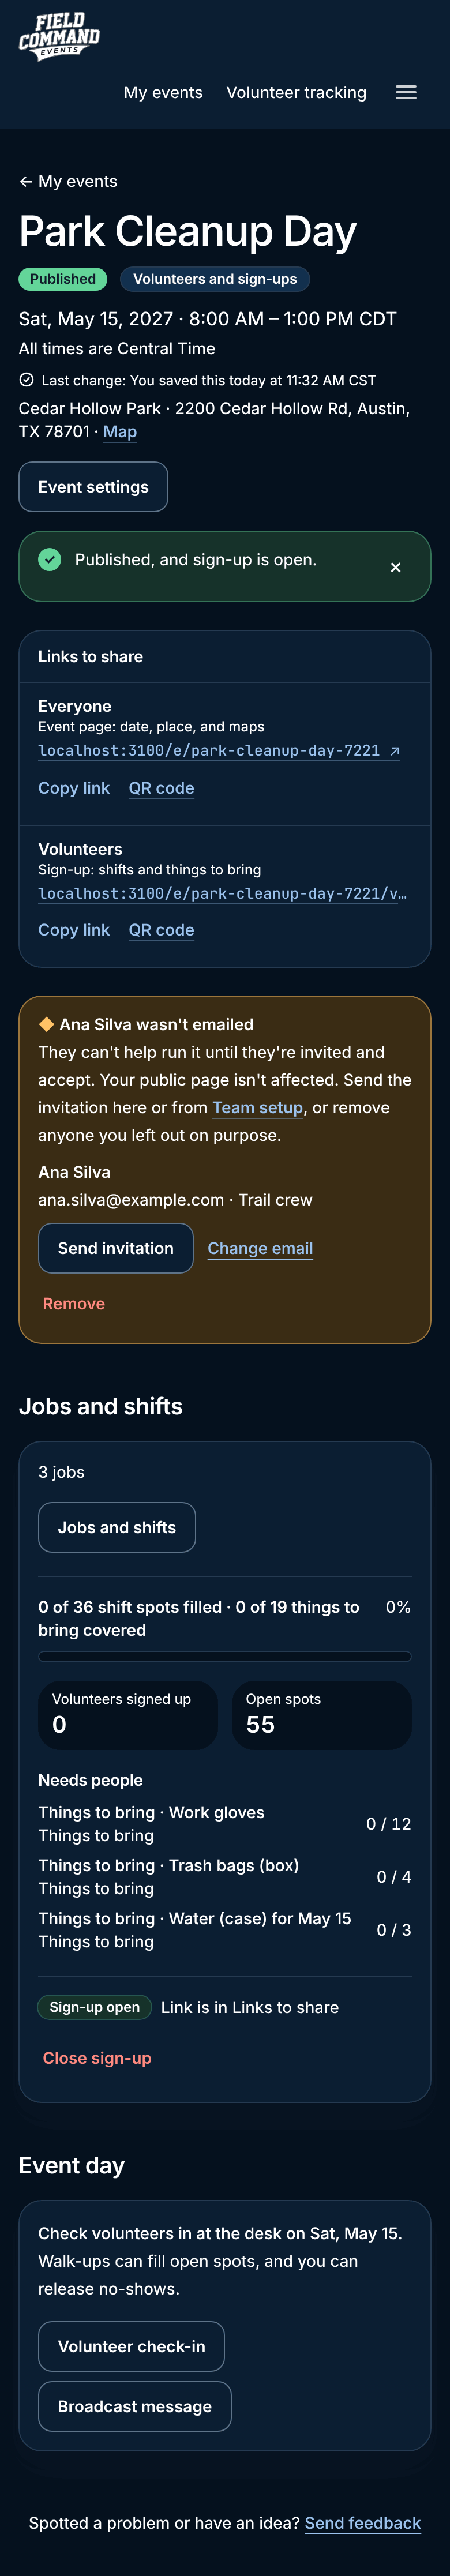 FIELD
COMMAND
EVENTS
My events
Volunteer tracking
← My events
Park Cleanup Day
Published
Volunteers and sign-ups
Sat, May 15, 2027 · 8:00 AM – 1:00 PM CDT
All times are Central Time
Last change: You saved this today at 11:32 AM CST
Cedar Hollow Park · 2200 Cedar Hollow Rd, Austin,
TX 78701 · Map
Event settings
Published, and sign-up is open.
Links to share
Everyone
Event page: date, place, and maps
localhost:3100/e/park-cleanup-day-7221 ↗
Copy link
QR code
Volunteers
Sign-up: shifts and things to bring
localhost:3100/e/park-cleanup-day-7221/v…
Copy link
QR code
Ana Silva wasn't emailed
They can't help run it until they're invited and
accept. Your public page isn't affected. Send the
invitation here or from Team setup, or remove
anyone you left out on purpose.
Ana Silva
ana.silva@example.com · Trail crew
Send invitation
Change email
Remove
Jobs and shifts
3 jobs
Jobs and shifts
0 of 36 shift spots filled · 0 of 19 things to
bring covered
0%
Volunteers signed up
0
Open spots
55
Needs people
Things to bring · Work gloves
Things to bring
0 / 12
Things to bring · Trash bags (box)
Things to bring
0 / 4
Things to bring · Water (case) for May 15
Things to bring
0 / 3
Sign-up open
Link is in Links to share
Close sign-up
Event day
Check volunteers in at the desk on Sat, May 15.
Walk-ups can fill open spots, and you can
release no-shows.
Volunteer check-in
Broadcast message
Spotted a problem or have an idea? Send feedback